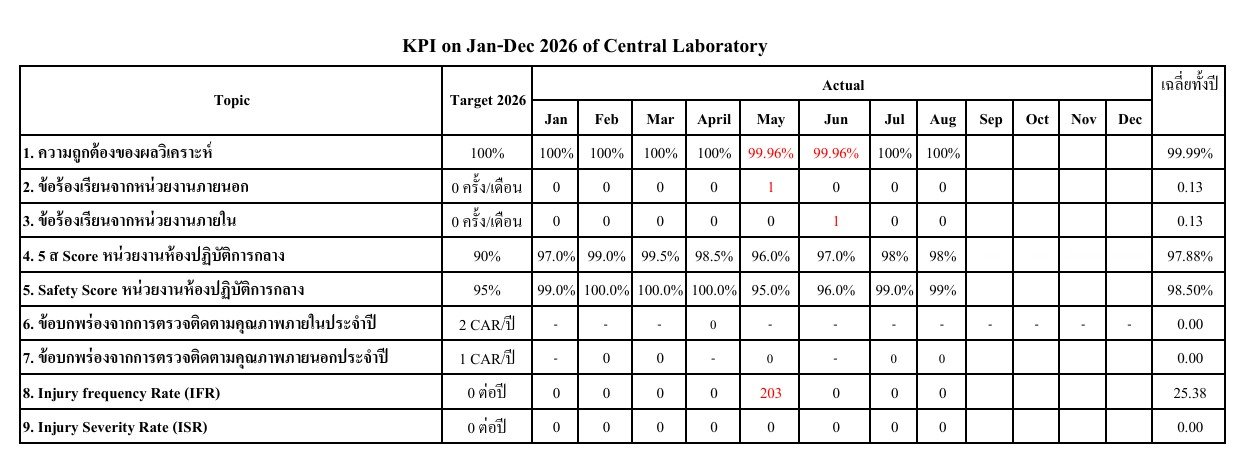 KPI on Jan-Dec 2026 of Central Laboratory
Topic Target 2026 Actual เฉลี่ยทั้งปี
Jan Feb Mar April May Jun Jul Aug Sep Oct Nov Dec
1. ความถูกต้องของผลวิเคราะห์ 100% 100% 100% 100% 100% 99.96% 99.96% 100% 100% 99.99%
2. ข้อร้องเรียนจากหน่วยงานภายนอก 0 ครั้ง/เดือน 0 0 0 0 1 0 0 0 0.13
3. ข้อร้องเรียนจากหน่วยงานภายใน 0 ครั้ง/เดือน 0 0 0 0 0 1 0 0 0.13
4. 5 ส Score หน่วยงานห้องปฏิบัติการกลาง 90% 97.0% 99.0% 99.5% 98.5% 96.0% 97.0% 98% 98% 97.88%
5. Safety Score หน่วยงานห้องปฏิบัติการกลาง 95% 99.0% 100.0% 100.0% 100.0% 95.0% 96.0% 99.0% 99% 98.50%
6. ข้อบกพร่องจากการตรวจติดตามคุณภาพภายในประจำปี 2 CAR/ปี - - - 0 - - - - - - - - 0.00
7. ข้อบกพร่องจากการตรวจติดตามคุณภาพภายนอกประจำปี 1 CAR/ปี - 0 0 - 0 - 0 0 0.00
8. Injury frequency Rate (IFR) 0 ต่อปี 0 0 0 0 203 0 0 0 25.38
9. Injury Severity Rate (ISR) 0 ต่อปี 0 0 0 0 0 0 0 0 0.00